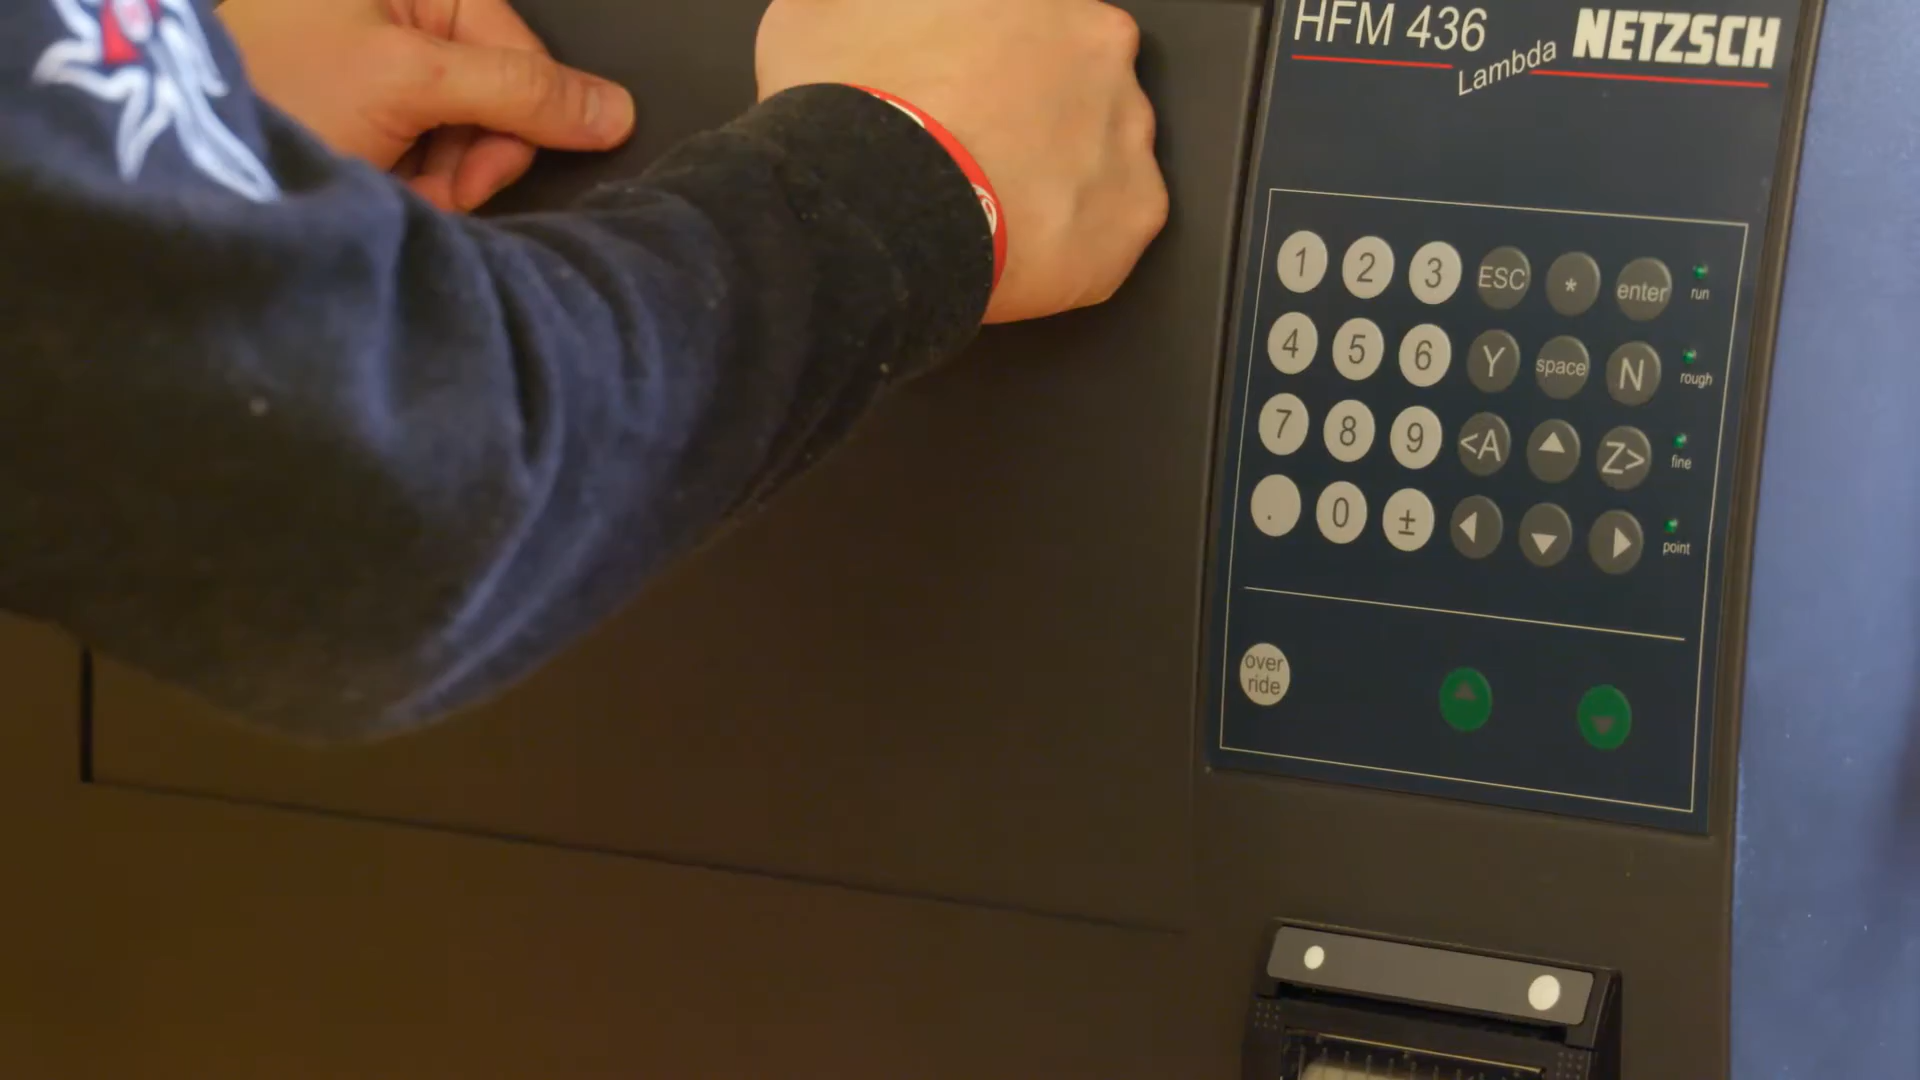 HFM 436 NETZSCH
Lambda
1 2 3 ESC * enter run
4 5 6 Y space N rough
7 8 9 <A Z> fine
. 0 ± point
over
ride